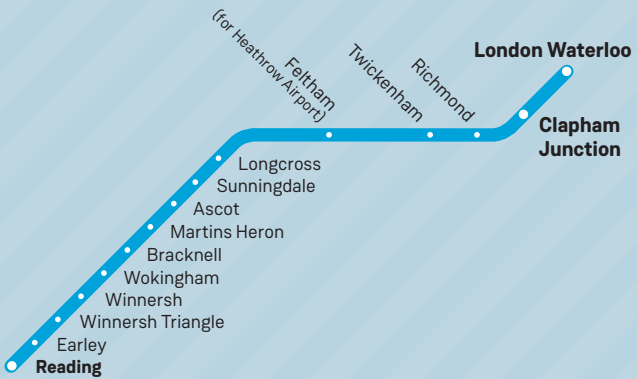 London Waterloo
Clapham
Junction
Richmond
Twickenham
Feltham
(for Heathrow Airport)
Longcross
Sunningdale
Ascot
Martins Heron
Bracknell
Wokingham
Winnersh
Winnersh Triangle
Earley
Reading